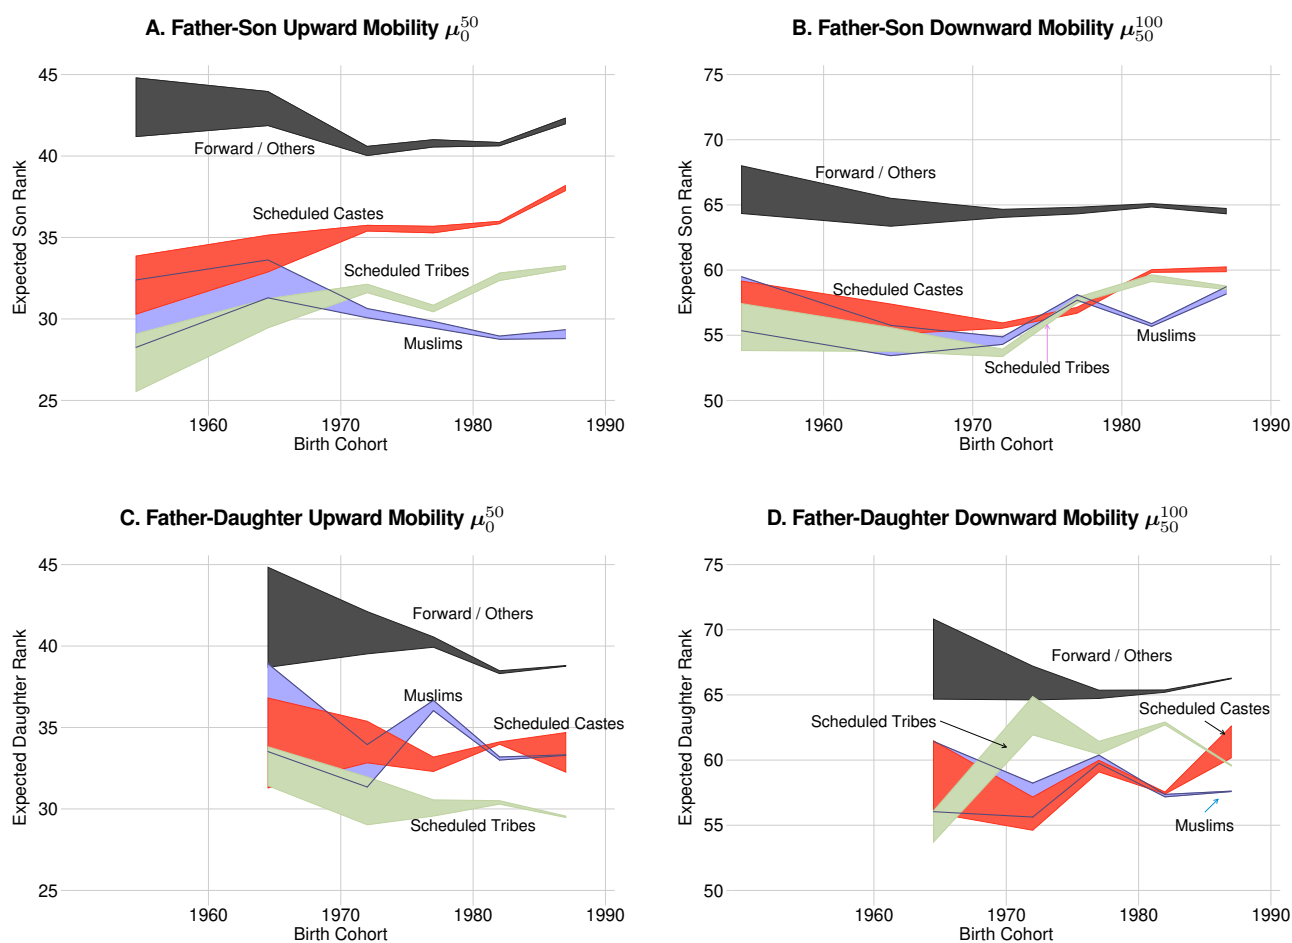 A. Father-Son Upward Mobility μ₀⁵⁰
Expected Son Rank
45
40
35
30
25
Forward / Others
Scheduled Castes
Scheduled Tribes
Muslims
1960 1970 1980 1990
Birth Cohort
B. Father-Son Downward Mobility μ₅₀¹⁰⁰
Expected Son Rank
75
70
65
60
55
50
Forward / Others
Scheduled Castes
Muslims
Scheduled Tribes
1960 1970 1980 1990
Birth Cohort
C. Father-Daughter Upward Mobility μ₀⁵⁰
Expected Daughter Rank
45
40
35
30
25
Forward / Others
Muslims
Scheduled Castes
Scheduled Tribes
1960 1970 1980 1990
Birth Cohort
D. Father-Daughter Downward Mobility μ₅₀¹⁰⁰
Expected Daughter Rank
75
70
65
60
55
50
Forward / Others
Scheduled Castes
Scheduled Tribes
Muslims
1960 1970 1980 1990
Birth Cohort